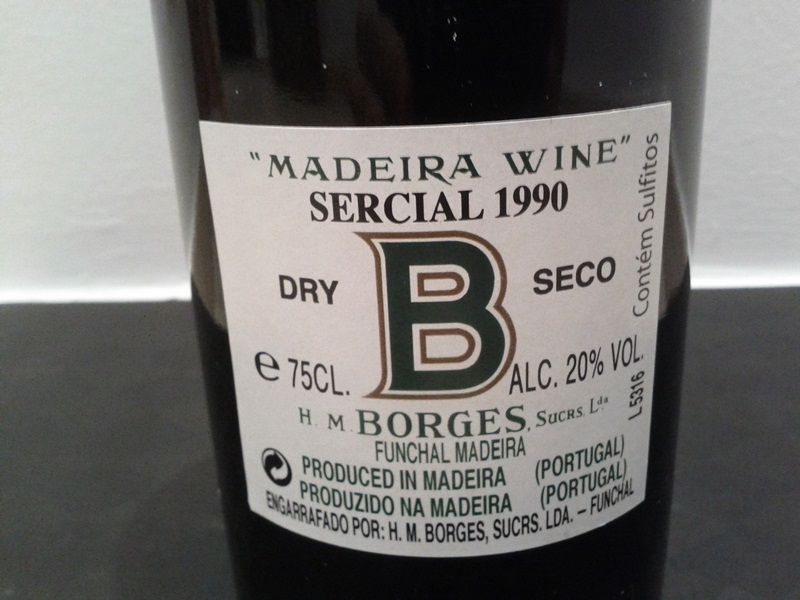 "MADEIRA WINE"
SERCIAL 1990
DRY B SECO
e 75CL. ALC. 20% VOL.
H. M. BORGES, SUCRS. Lda
FUNCHAL MADEIRA
PRODUCED IN MADEIRA (PORTUGAL)
PRODUZIDO NA MADEIRA (PORTUGAL)
ENGARRAFADO POR: H. M. BORGES, SUCRS. LDA. – FUNCHAL
Contém Sulfitos
L5316